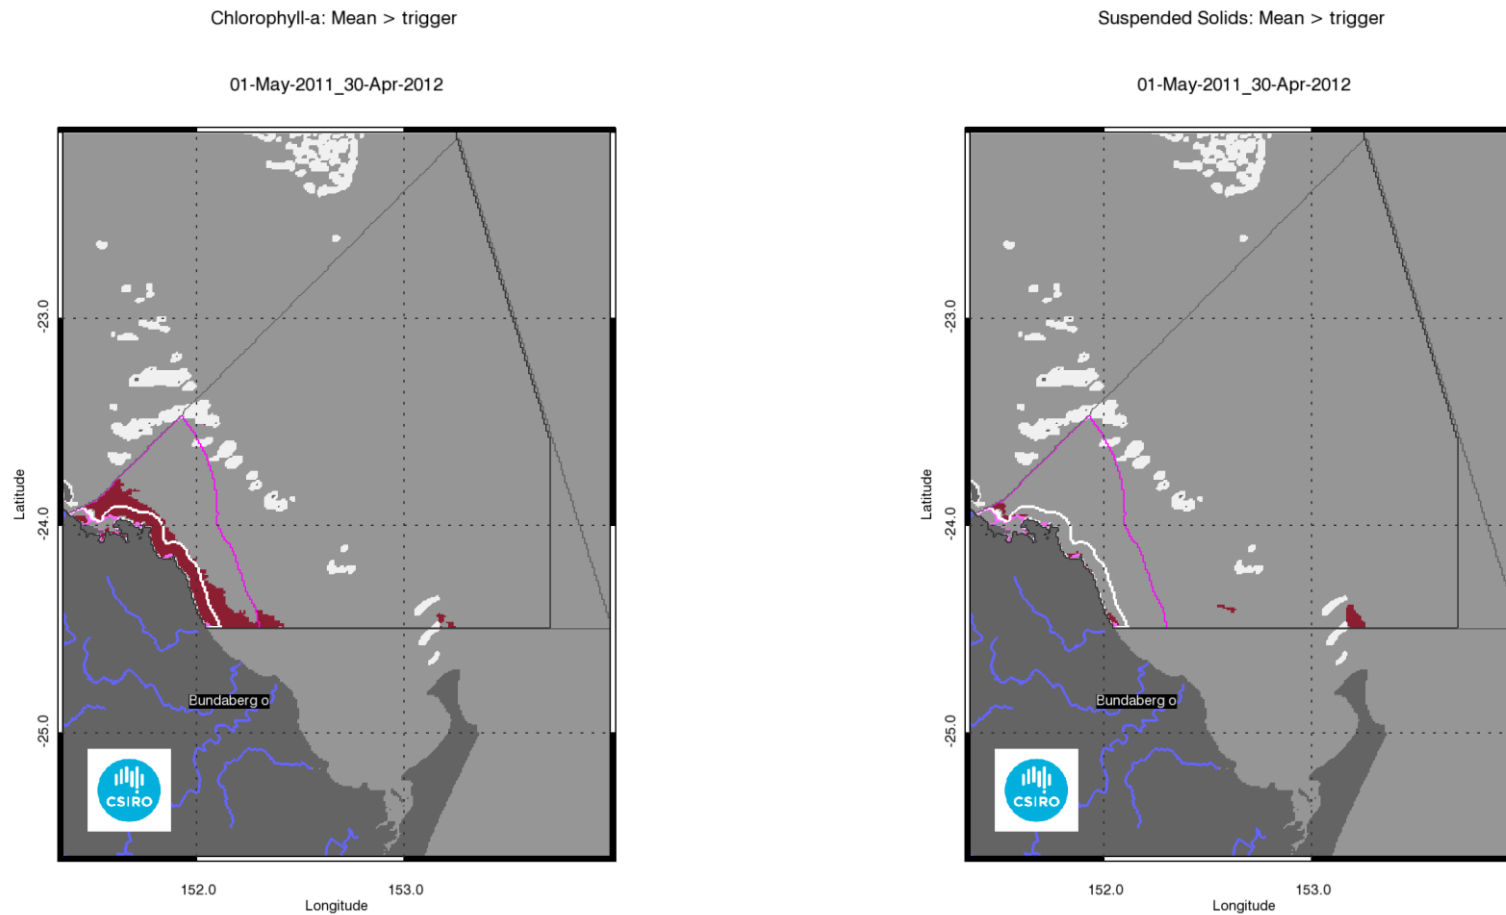 Chlorophyll-a: Mean > trigger
01-May-2011_30-Apr-2012
-23.0
Latitude
-24.0
Bundaberg o
-25.0
CSIRO
152.0
153.0
Longitude
Suspended Solids: Mean > trigger
01-May-2011_30-Apr-2012
-23.0
Latitude
-24.0
Bundaberg o
-25.0
CSIRO
152.0
153.0
Longitude